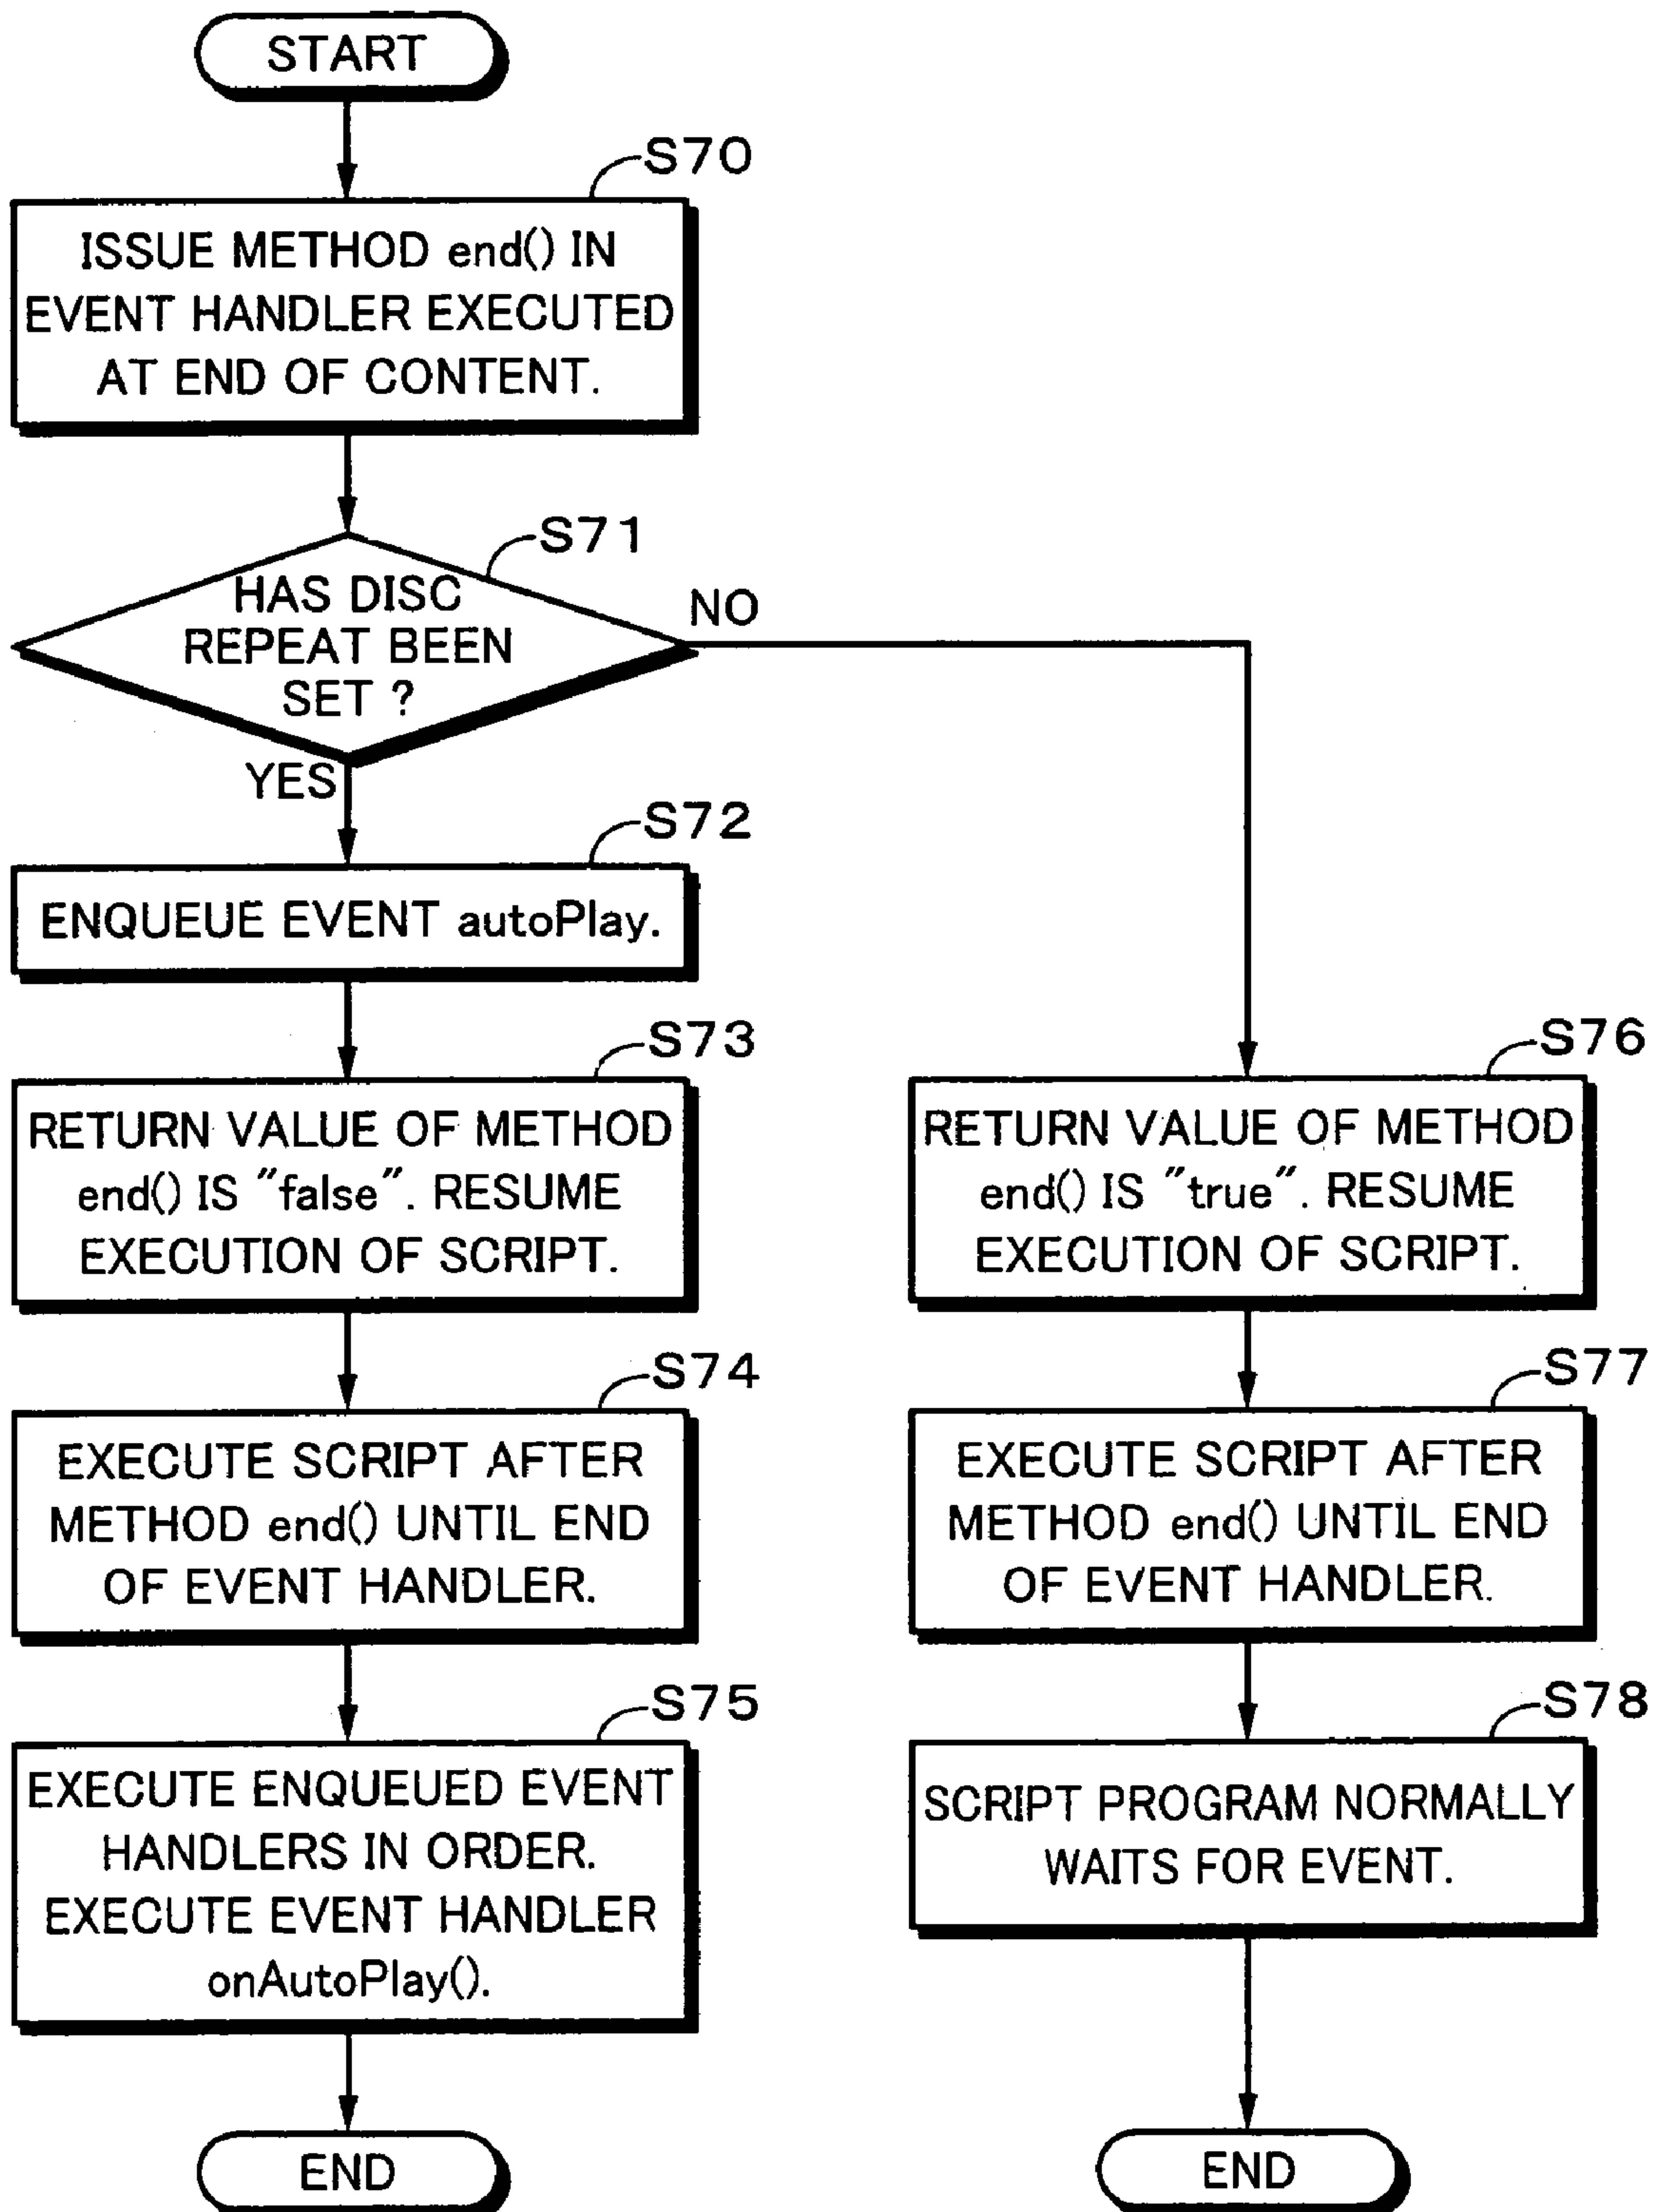 START
S70
ISSUE METHOD end() IN
EVENT HANDLER EXECUTED
AT END OF CONTENT.
S71
HAS DISC
REPEAT BEEN
SET ?
NO
YES
S72
ENQUEUE EVENT autoPlay.
S73
RETURN VALUE OF METHOD
end() IS "false". RESUME
EXECUTION OF SCRIPT.
S74
EXECUTE SCRIPT AFTER
METHOD end() UNTIL END
OF EVENT HANDLER.
S75
EXECUTE ENQUEUED EVENT
HANDLERS IN ORDER.
EXECUTE EVENT HANDLER
onAutoPlay().
END
S76
RETURN VALUE OF METHOD
end() IS "true". RESUME
EXECUTION OF SCRIPT.
S77
EXECUTE SCRIPT AFTER
METHOD end() UNTIL END
OF EVENT HANDLER.
S78
SCRIPT PROGRAM NORMALLY
WAITS FOR EVENT.
END